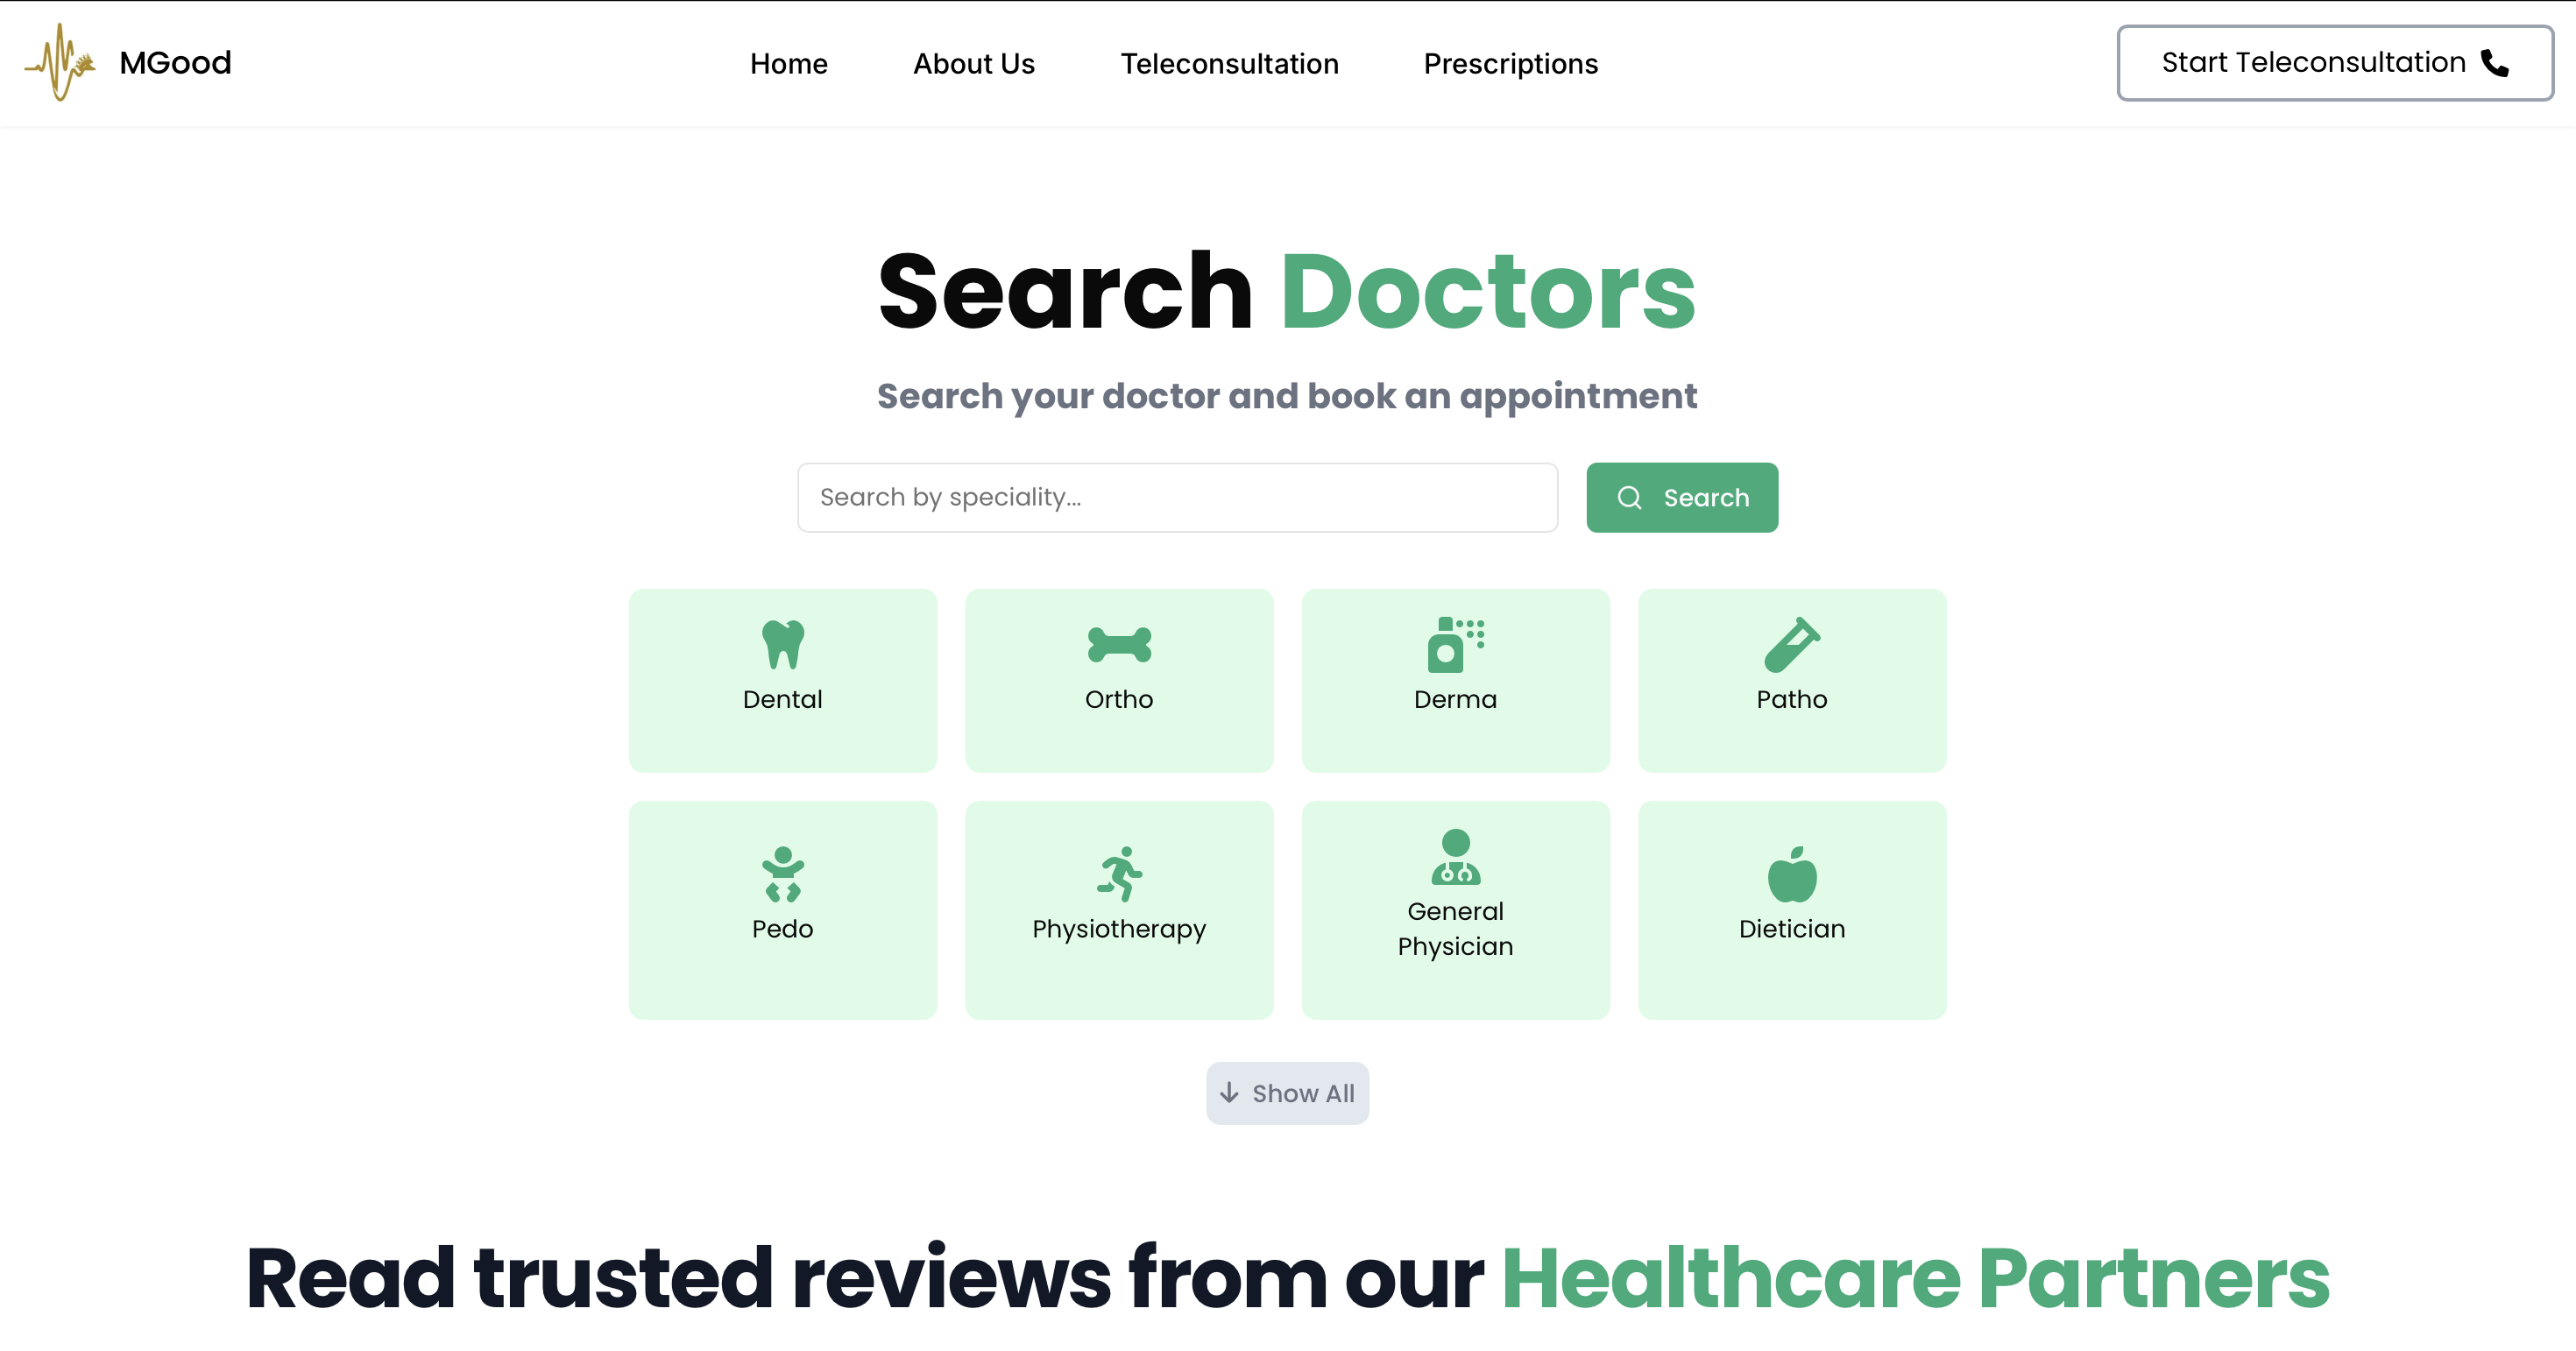 MGood
Home
About Us
Teleconsultation
Prescriptions
Start Teleconsultation
Search Doctors
Search your doctor and book an appointment
Search by speciality...
Search
Dental
Ortho
Derma
Patho
Pedo
Physiotherapy
General
Physician
Dietician
Show All
Read trusted reviews from our Healthcare Partners